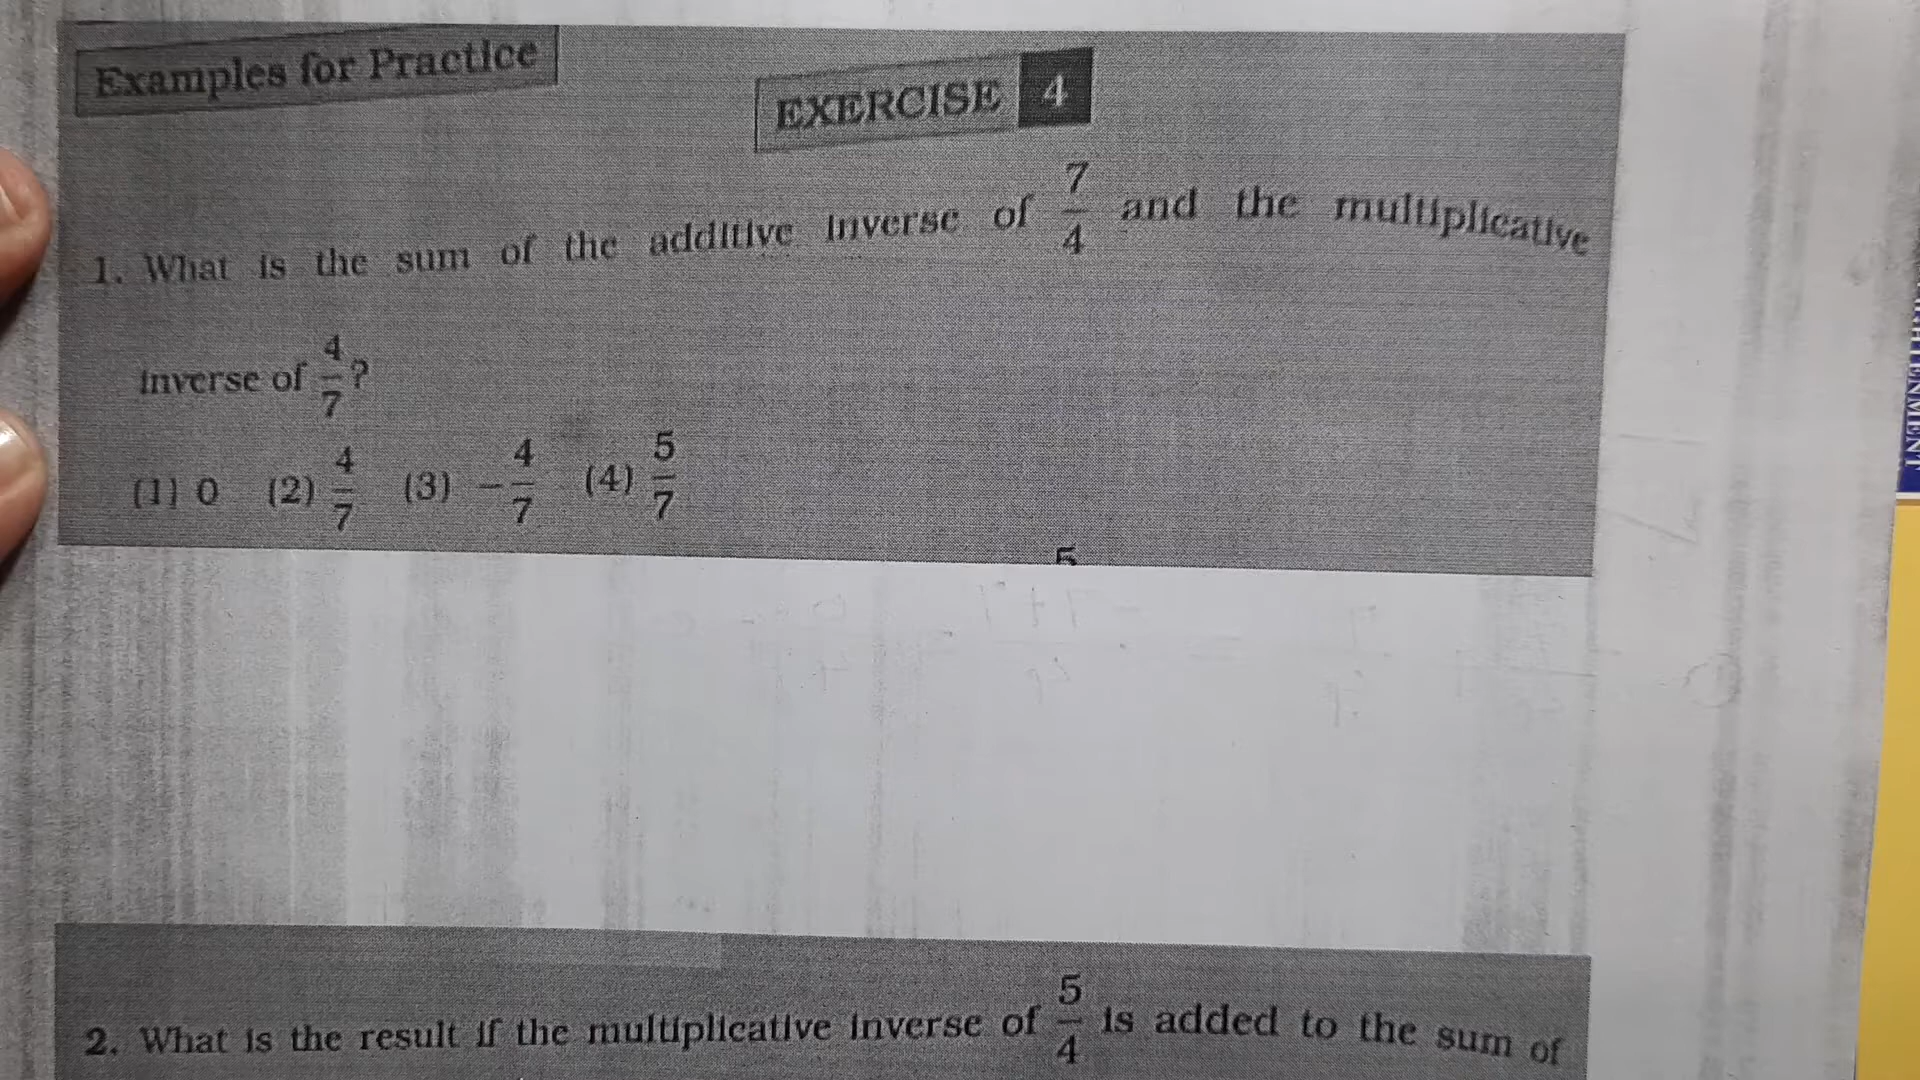 Examples for Practice
EXERCISE 4
1. What is the sum of the additive inverse of 7/4 and the multiplicative
inverse of 4/7?
(1) 0 (2) 4/7 (3) -4/7 (4) 5/7
5
2. What is the result if the multiplicative inverse of 5/4 is added to the sum of